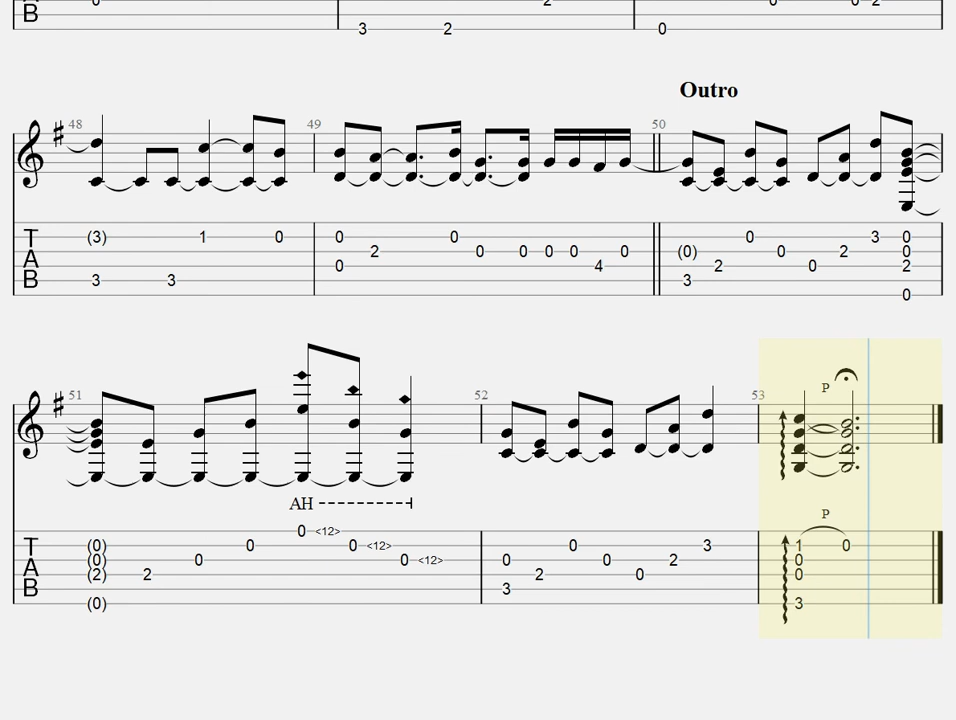 0 2 0 0 2
B
3 2 0
Outro
48 49 50
T (3) 1 0 0 0 0 3 0
A 2 0 0 0 0 0 (0) 0 2 0
0 4 2 0 2
B 3 3 3
0
51 52 53
P
AH
0 <12> P
T (0) 0 0 <12> 0 3 1 0
A (0) 0 0 <12> 0 0 2 0
(2) 2 2 0 0
B 3
(0) 3